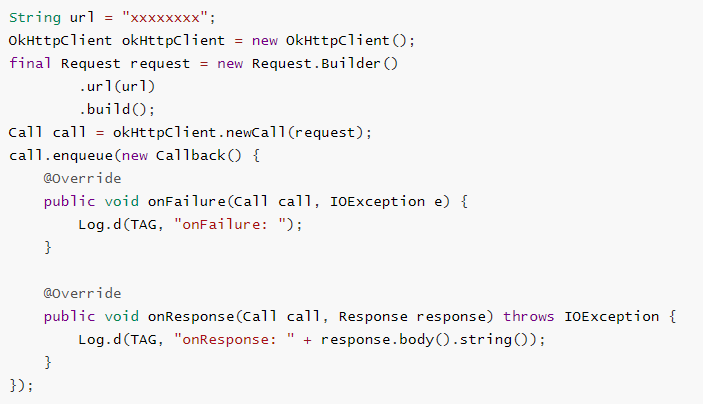 String url = "xxxxxxxx";
OkHttpClient okHttpClient = new OkHttpClient();
final Request request = new Request.Builder()
        .url(url)
        .build();
Call call = okHttpClient.newCall(request);
call.enqueue(new Callback() {
    @Override
    public void onFailure(Call call, IOException e) {
        Log.d(TAG, "onFailure: ");
    }

    @Override
    public void onResponse(Call call, Response response) throws IOException {
        Log.d(TAG, "onResponse: " + response.body().string());
    }
});